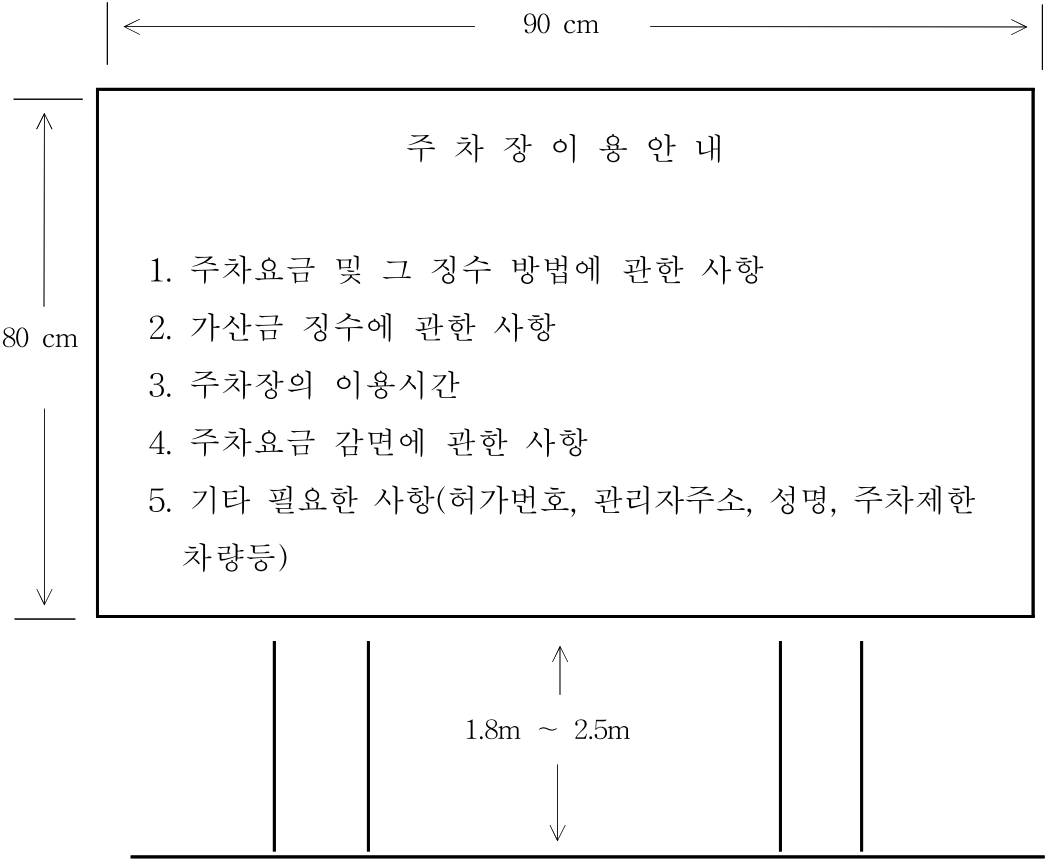 90 cm
주 차 장 이 용 안 내
1. 주차요금 및 그 징수 방법에 관한 사항
2. 가산금 징수에 관한 사항
80 cm
3. 주차장의 이용시간
4. 주차요금 감면에 관한 사항
5. 기타 필요한 사항(허가번호, 관리자주소, 성명, 주차제한
차량등)
1.8m ~ 2.5m